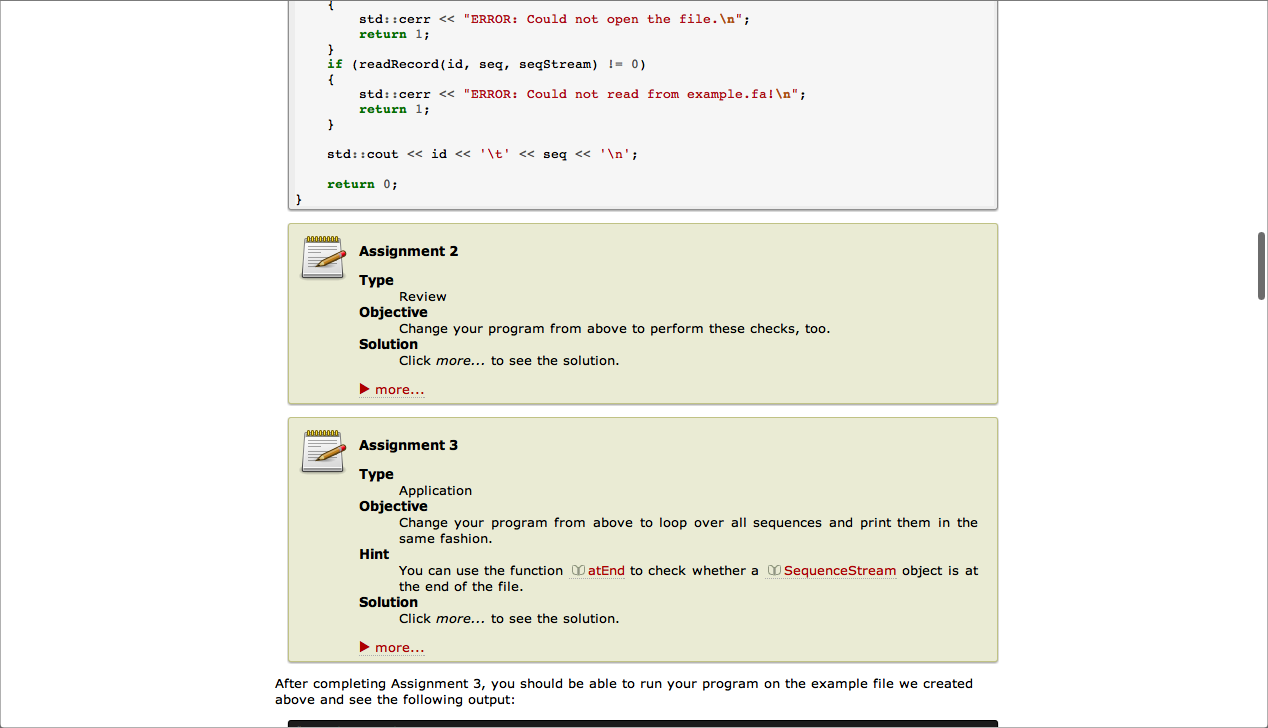 {
std::cerr << "ERROR: Could not open the file.\n";
return 1;
}
if (readRecord(id, seq, seqStream) != 0)
{
std::cerr << "ERROR: Could not read from example.fa!\n";
return 1;
}
std::cout << id << '\t' << seq << '\n';
return 0;
}
Assignment 2
Type
Review
Objective
Change your program from above to perform these checks, too.
Solution
Click more... to see the solution.
more...
Assignment 3
Type
Application
Objective
Change your program from above to loop over all sequences and print them in the
same fashion.
Hint
You can use the function atEnd to check whether a SequenceStream object is at
the end of the file.
Solution
Click more... to see the solution.
more...
After completing Assignment 3, you should be able to run your program on the example file we created
above and see the following output: